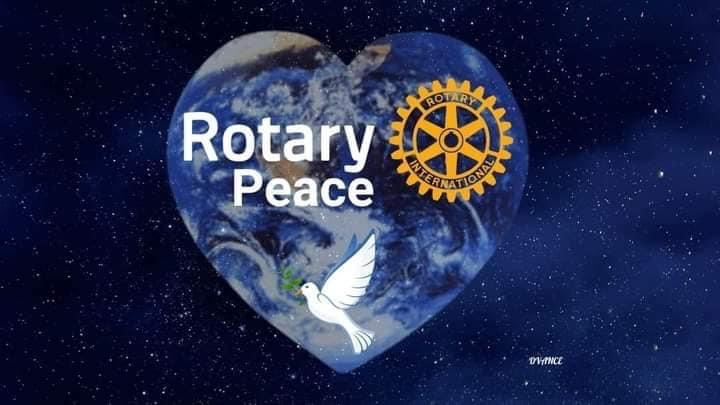 Rotary
Peace
ROTARY
INTERNATIONAL
DVANCE